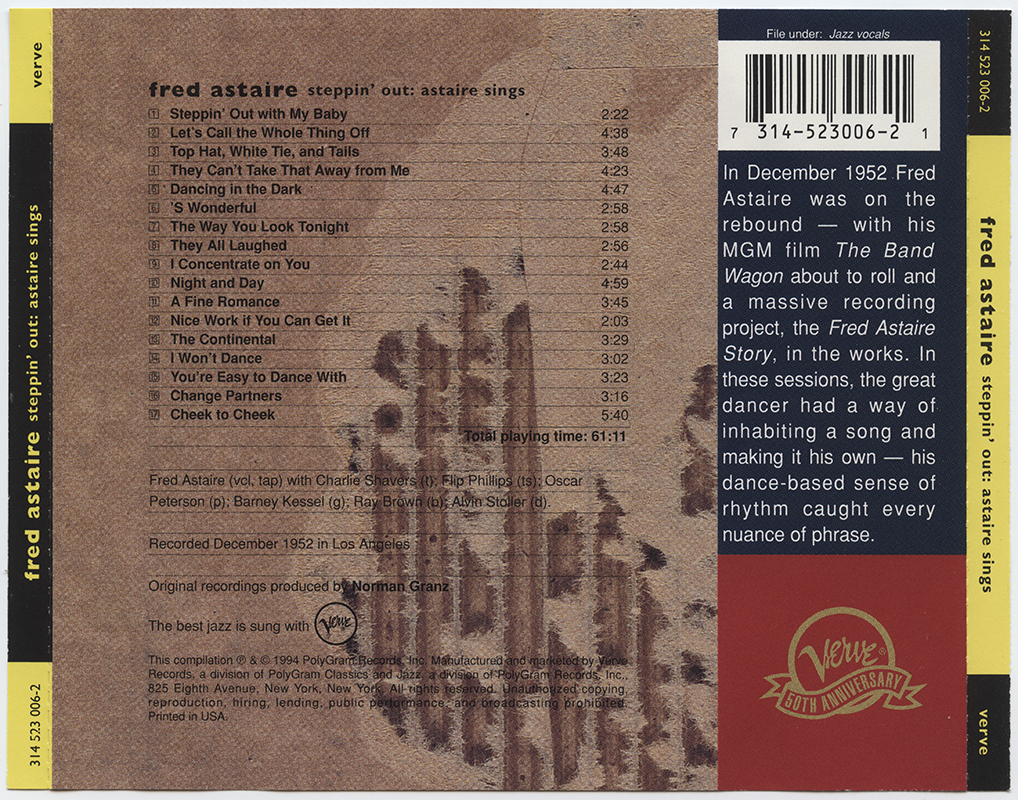 verve
fred astaire steppin' out: astaire sings
314 523 006-2
fred astaire steppin' out: astaire sings
1 Steppin' Out with My Baby 2:22
2 Let's Call the Whole Thing Off 4:38
3 Top Hat, White Tie, and Tails 3:48
4 They Can't Take That Away from Me 4:23
5 Dancing in the Dark 4:47
6 'S Wonderful 2:58
7 The Way You Look Tonight 2:58
8 They All Laughed 2:56
9 I Concentrate on You 2:44
10 Night and Day 4:59
11 A Fine Romance 3:45
12 Nice Work if You Can Get It 2:03
13 The Continental 3:29
14 I Won't Dance 3:02
15 You're Easy to Dance With 3:23
16 Change Partners 3:16
17 Cheek to Cheek 5:40
Total playing time: 61:11
Fred Astaire (vcl, tap) with Charlie Shavers (t); Flip Phillips (ts); Oscar
Peterson (p); Barney Kessel (g); Ray Brown (b); Alvin Stoller (d)
Recorded December 1952 in Los Angeles
Original recordings produced by Norman Granz
The best jazz is sung with Verve
This compilation ℗ & © 1994 PolyGram Records, Inc. Manufactured and marketed by Verve
Records, a division of PolyGram Classics and Jazz, a division of PolyGram Records, Inc.,
825 Eighth Avenue, New York, New York. All rights reserved. Unauthorized copying,
reproduction, hiring, lending, public performance, and broadcasting prohibited.
Printed in USA.
File under: Jazz vocals
7 314-523006-2 1
In December 1952 Fred
Astaire was on the
rebound — with his
MGM film The Band
Wagon about to roll and
a massive recording
project, the Fred Astaire
Story, in the works. In
these sessions, the great
dancer had a way of
inhabiting a song and
making it his own — his
dance-based sense of
rhythm caught every
nuance of phrase.
Verve®
50TH ANNIVERSARY
314 523 006-2
fred astaire steppin' out: astaire sings
verve